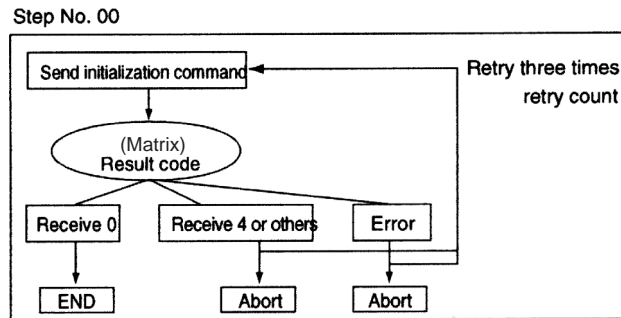 Step No. 00
Send initialization command
Retry three times
retry count
(Matrix)
Result code
Receive 0
Receive 4 or others
Error
END
Abort
Abort